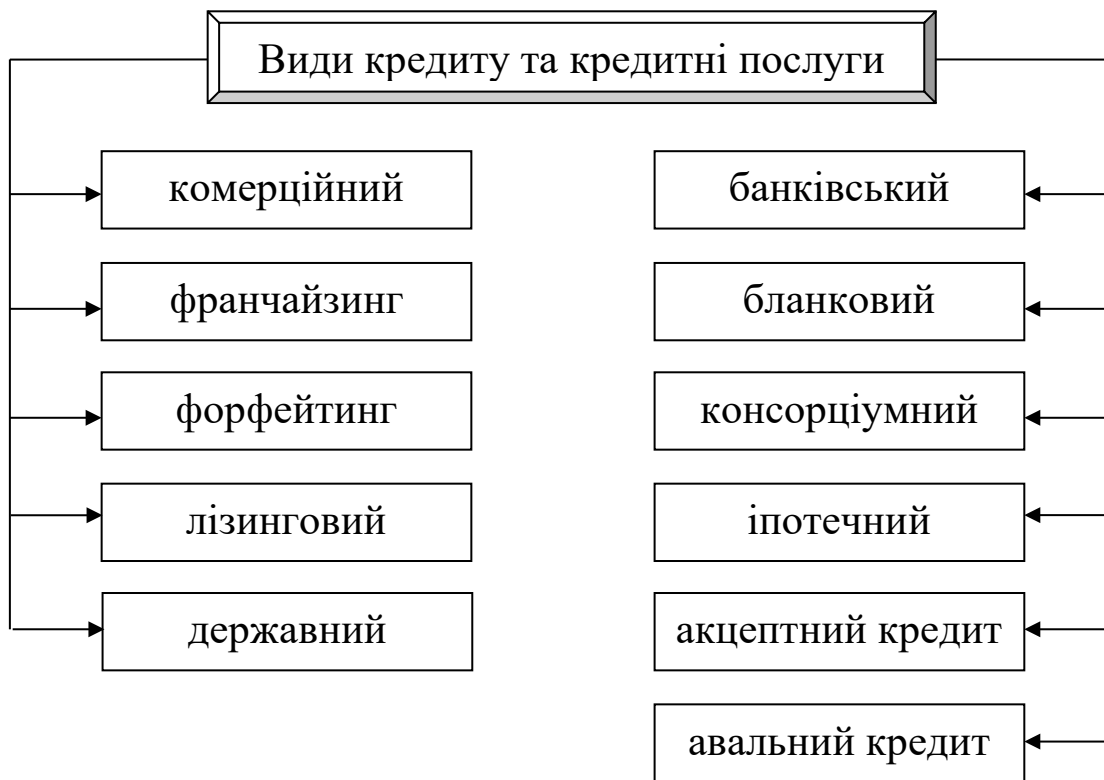 Види кредиту та кредитні послуги
комерційний
франчайзинг
форфейтинг
лізинговий
державний
банківський
бланковий
консорціумний
іпотечний
акцептний кредит
авальний кредит